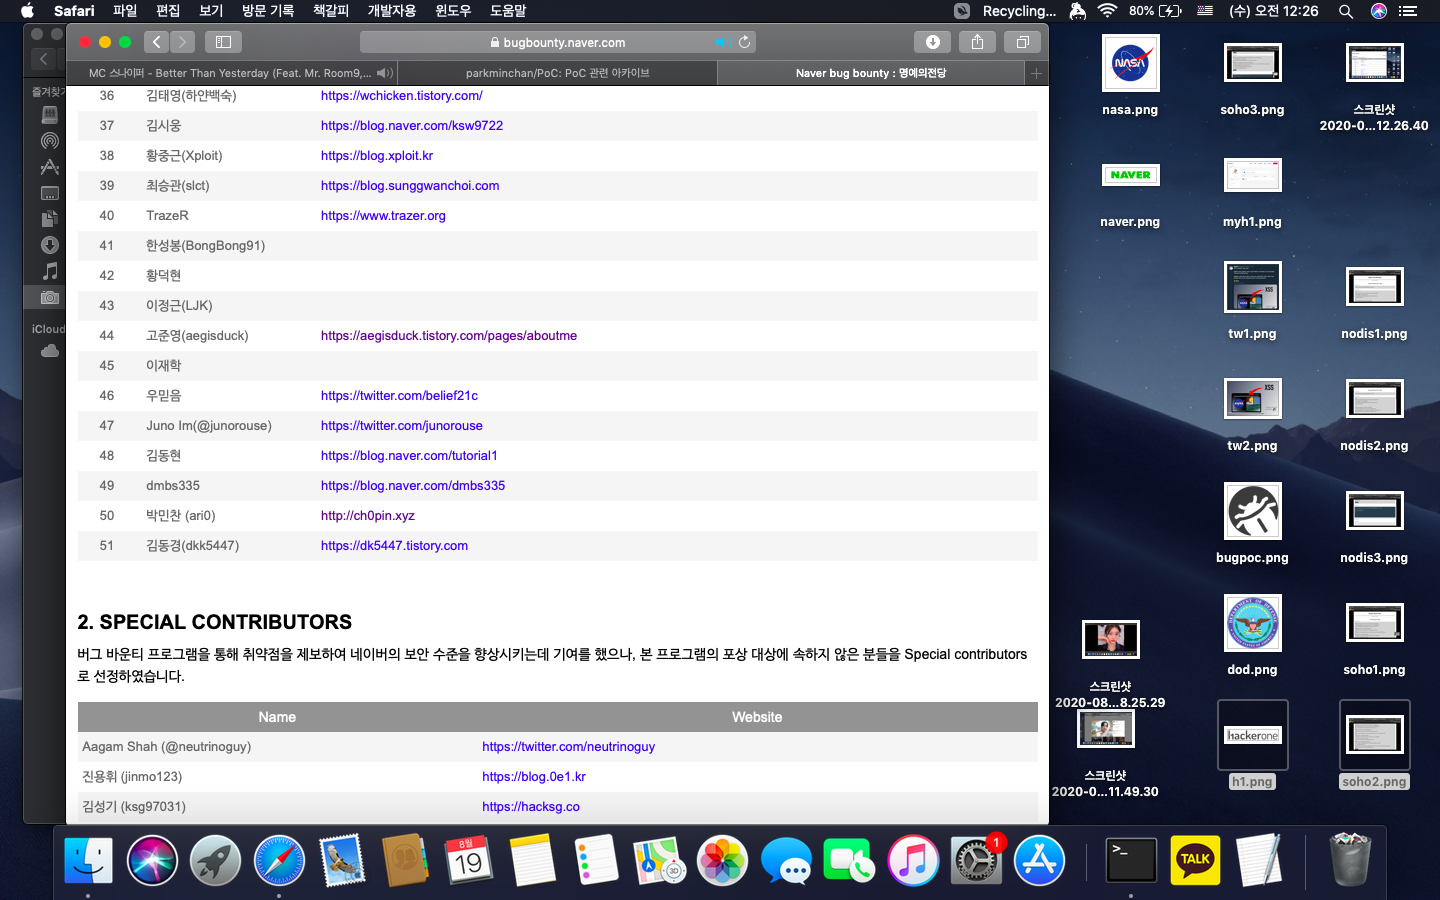 Safari 파일 편집 보기 방문 기록 책갈피 개발자용 윈도우 도움말 Recycling... 80% (수) 오전 12:26
bugbounty.naver.com
MC 스나이퍼 - Better Than Yesterday (Feat. Mr. Room9,... parkminchan/PoC: PoC 관련 아카이브 Naver bug bounty : 명예의전당
즐겨찾기
iCloud
36 김태영(하얀백숙) https://wchicken.tistory.com/
37 김시웅 https://blog.naver.com/ksw9722
38 황중근(Xploit) https://blog.xploit.kr
39 최승관(slct) https://blog.sunggwanchoi.com
40 TrazeR https://www.trazer.org
41 한성봉(BongBong91)
42 황덕현
43 이정근(LJK)
44 고준영(aegisduck) https://aegisduck.tistory.com/pages/aboutme
45 이재학
46 우믿음 https://twitter.com/belief21c
47 Juno Im(@junorouse) https://twitter.com/junorouse
48 김동현 https://blog.naver.com/tutorial1
49 dmbs335 https://blog.naver.com/dmbs335
50 박민찬 (ari0) http://ch0pin.xyz
51 김동경(dkk5447) https://dk5447.tistory.com
2. SPECIAL CONTRIBUTORS
버그 바운티 프로그램을 통해 취약점을 제보하여 네이버의 보안 수준을 향상시키는데 기여를 했으나, 본 프로그램의 포상 대상에 속하지 않은 분들을 Special contributors
로 선정하였습니다.
Name Website
Aagam Shah (@neutrinoguy) https://twitter.com/neutrinoguy
진용휘 (jinmo123) https://blog.0e1.kr
김성기 (ksg97031) https://hacksg.co
NASA
nasa.png soho3.png 스크린샷
2020-0...12.26.40
NAVER
naver.png myh1.png
XSS
tw1.png nodis1.png
XSS
tw2.png nodis2.png
bugpoc.png nodis3.png
dod.png soho1.png
스크린샷
2020-08...8.25.29
hackerone
스크린샷
2020-0...11.49.30
h1.png soho2.png
8월
19
3D
1
>_
TALK